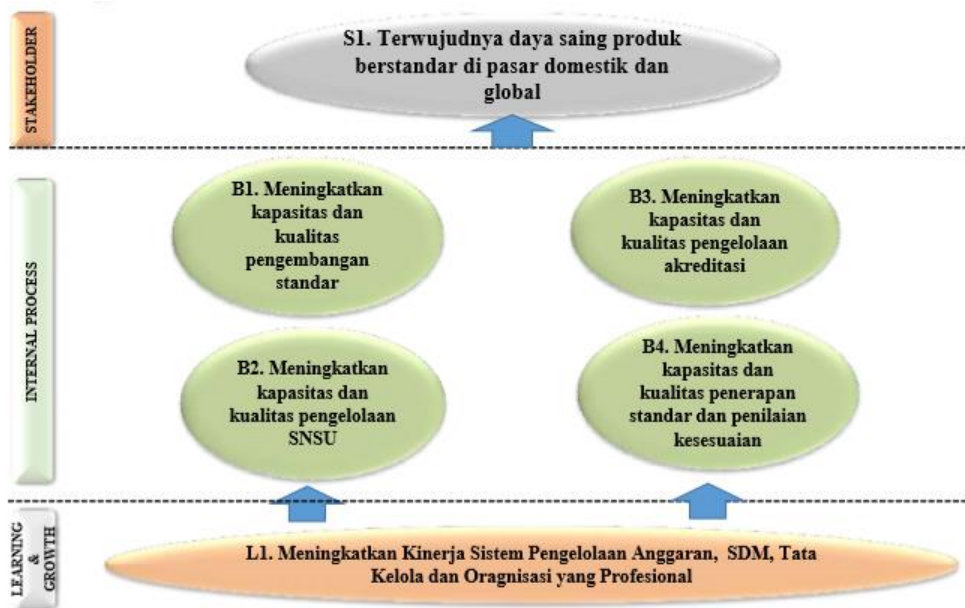 STAKEHOLDER
S1. Terwujudnya daya saing produk
berstandar di pasar domestik dan
global
INTERNAL PROCESS
B1. Meningkatkan
kapasitas dan
kualitas
pengembangan
standar
B3. Meningkatkan
kapasitas dan
kualitas pengelolaan
akreditasi
B2. Meningkatkan
kapasitas dan
kualitas pengelolaan
SNSU
B4. Meningkatkan
kapasitas dan
kualitas penerapan
standar dan penilaian
kesesuaian
LEARNING
&
GROWTH
L1. Meningkatkan Kinerja Sistem Pengelolaan Anggaran, SDM, Tata
Kelola dan Oragnisasi yang Profesional